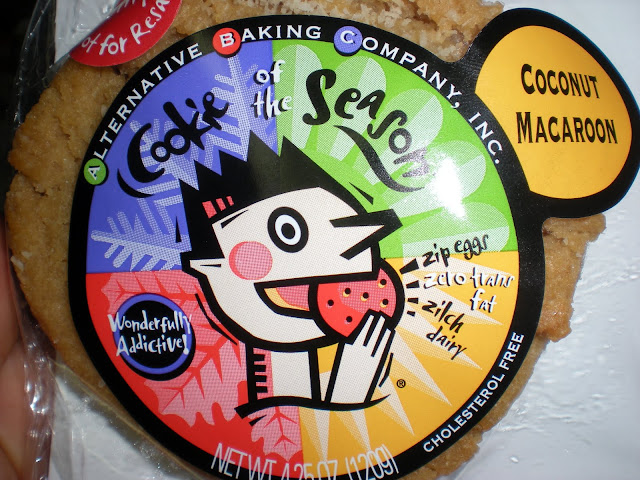 ot for Resa
ALTERNATIVE BAKING COMPANY, INC.
Cookie
of
the
Season
COCONUT
MACAROON
zip eggs
zero trans
fat
zilch
dairy
Wonderfully
Addictive!
®
CHOLESTEROL FREE
NET WT 4.25 OZ (120g)